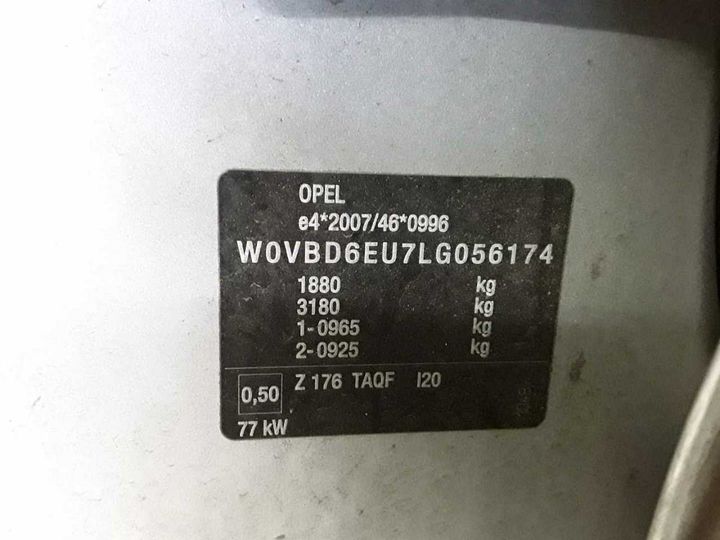 OPEL
e4*2007/46*0996
W0VBD6EU7LG056174
1880 kg
3180 kg
1-0965 kg
2-0925 kg
0,50 Z 176 TAQF I20
77 kW